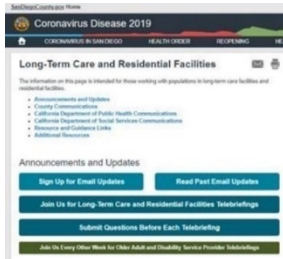 SanDiegoCounty.gov Home
Coronavirus Disease 2019
CORONAVIRUS IN SAN DIEGO HEALTH ORDER REOPENING
Long-Term Care and Residential Facilities
The information on this page is intended for those working with populations in long-term care facilities and
residential facilities.
Announcements and Updates
County Communications
California Department of Public Health Communications
California Department of Social Services Communications
Resource and Guidance Links
Additional Resources
Announcements and Updates
Sign Up for Email Updates Read Past Email Updates
Join Us for Long-Term Care and Residential Facilities Telebriefings
Submit Questions Before Each Telebriefing
Join Us Every Other Week for Older Adult and Disability Service Provider Telebriefings